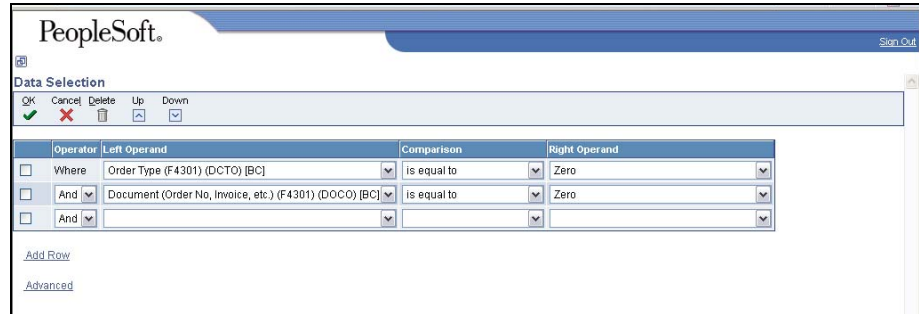 PeopleSoft.
Sign Out
Data Selection
OK Cancel Delete Up Down
Operator Left Operand Comparison Right Operand
Where Order Type (F4301) (DCTO) [BC] is equal to Zero
And Document (Order No, Invoice, etc.) (F4301) (DOCO) [BC] is equal to Zero
And
Add Row
Advanced